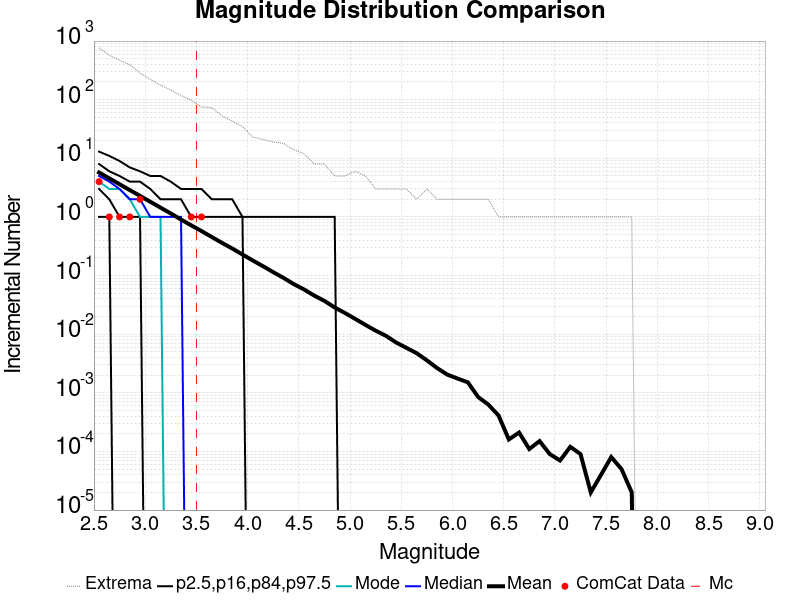 Magnitude Distribution Comparison
10 3
10 2
10 1
10 0
10 -1
10 -2
10 -3
10 -4
10 -5
Incremental Number
2.5 3.0 3.5 4.0 4.5 5.0 5.5 6.0 6.5 7.0 7.5 8.0 8.5 9.0
Magnitude
Extrema p2.5,p16,p84,p97.5 Mode Median Mean ComCat Data Mc